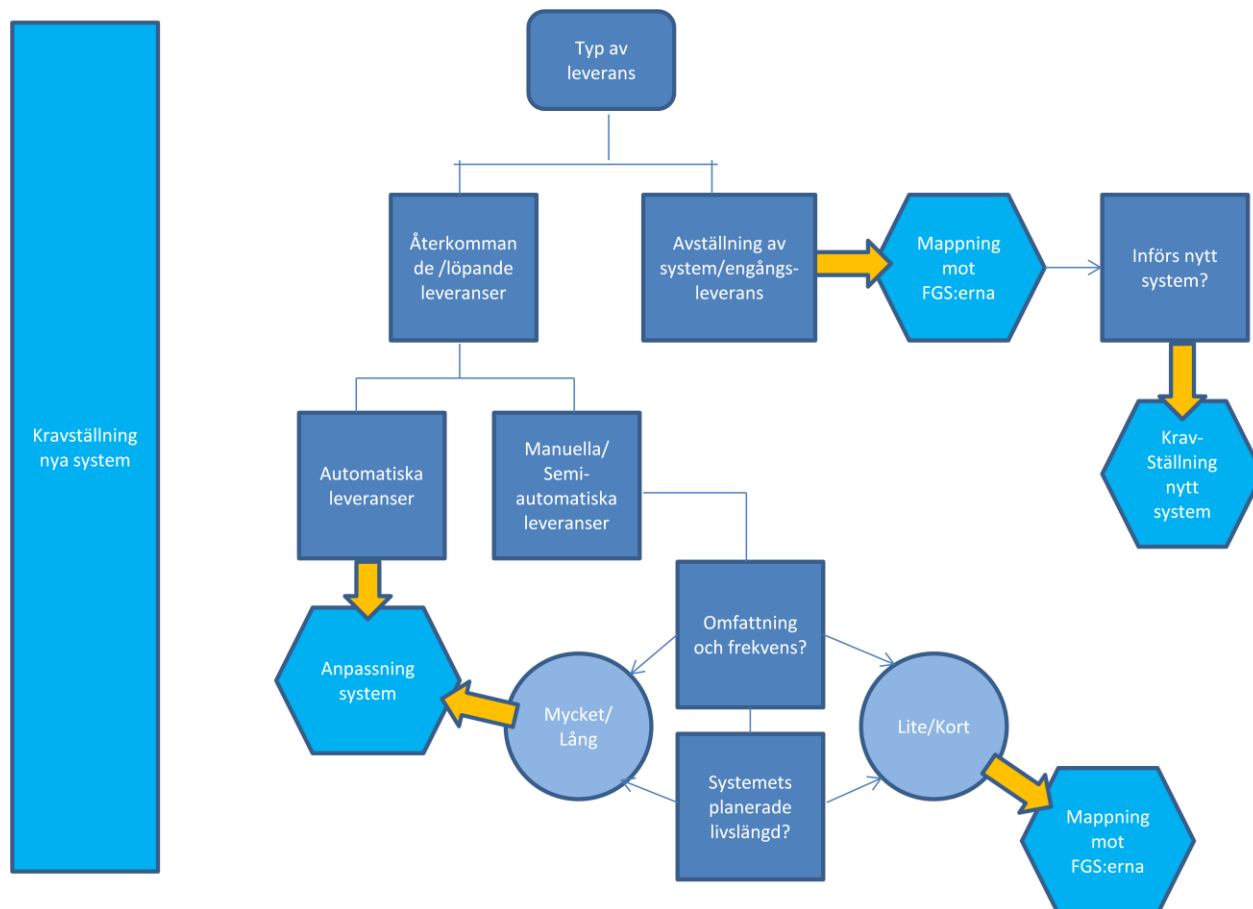 Typ av
leverans
Återkomman
de /löpande
leveranser
Avställning av
system/engångs-
leverans
Mappning
mot
FGS:erna
Införs nytt
system?
Kravställning
nya system
Automatiska
leveranser
Manuella/
Semi-
automatiska
leveranser
Krav-
Ställning
nytt
system
Omfattning
och frekvens?
Anpassning
system
Mycket/
Lång
Lite/Kort
Systemets
planerade
livslängd?
Mappning
mot
FGS:erna